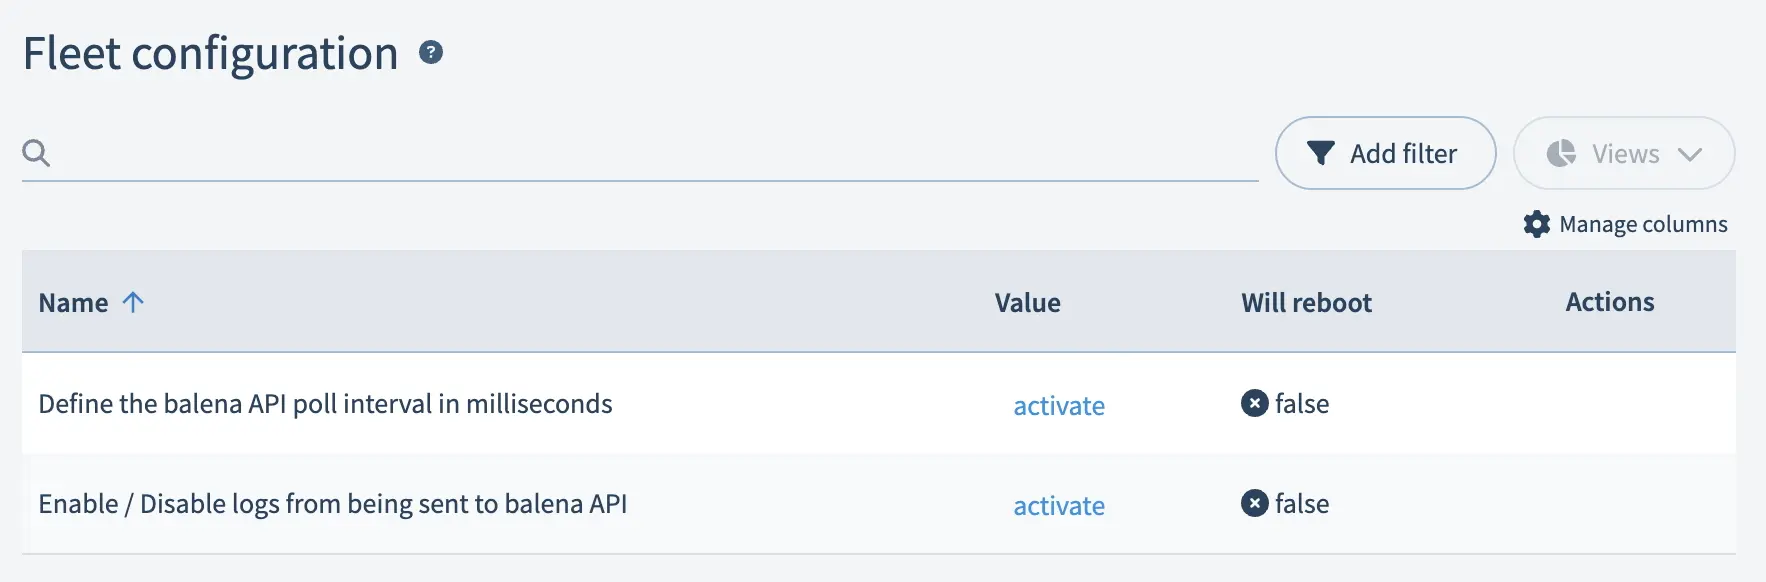 Fleet configuration ?
Add filter Views
Manage columns
Name Value Will reboot Actions
Define the balena API poll interval in milliseconds activate false
Enable / Disable logs from being sent to balena API activate false